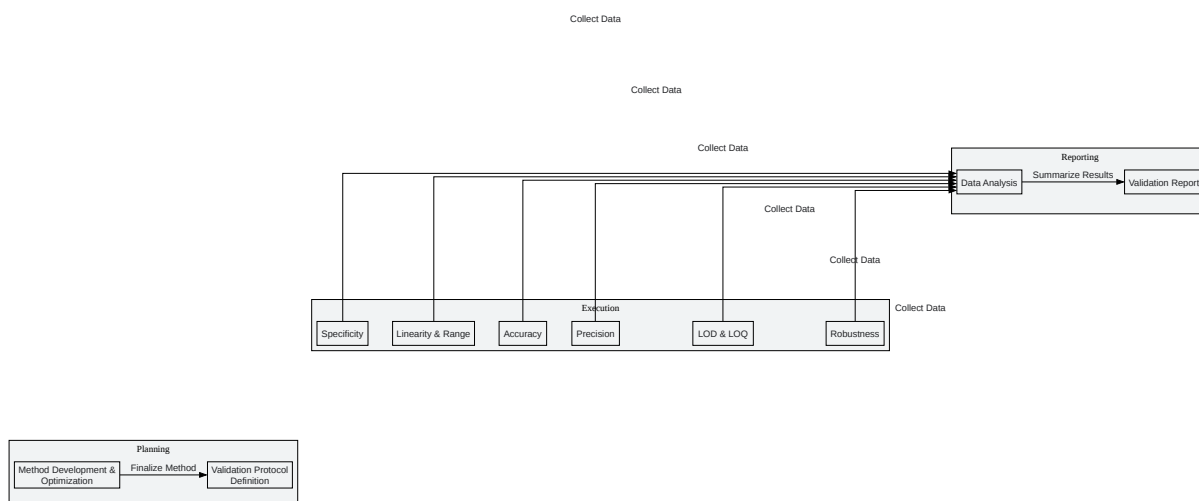 Collect Data
Collect Data
Collect Data
Reporting
Data Analysis
Summarize Results
Validation Report
Collect Data
Collect Data
Execution
Collect Data
Specificity
Linearity & Range
Accuracy
Precision
LOD & LOQ
Robustness
Planning
Method Development &
Optimization
Finalize Method
Validation Protocol
Definition